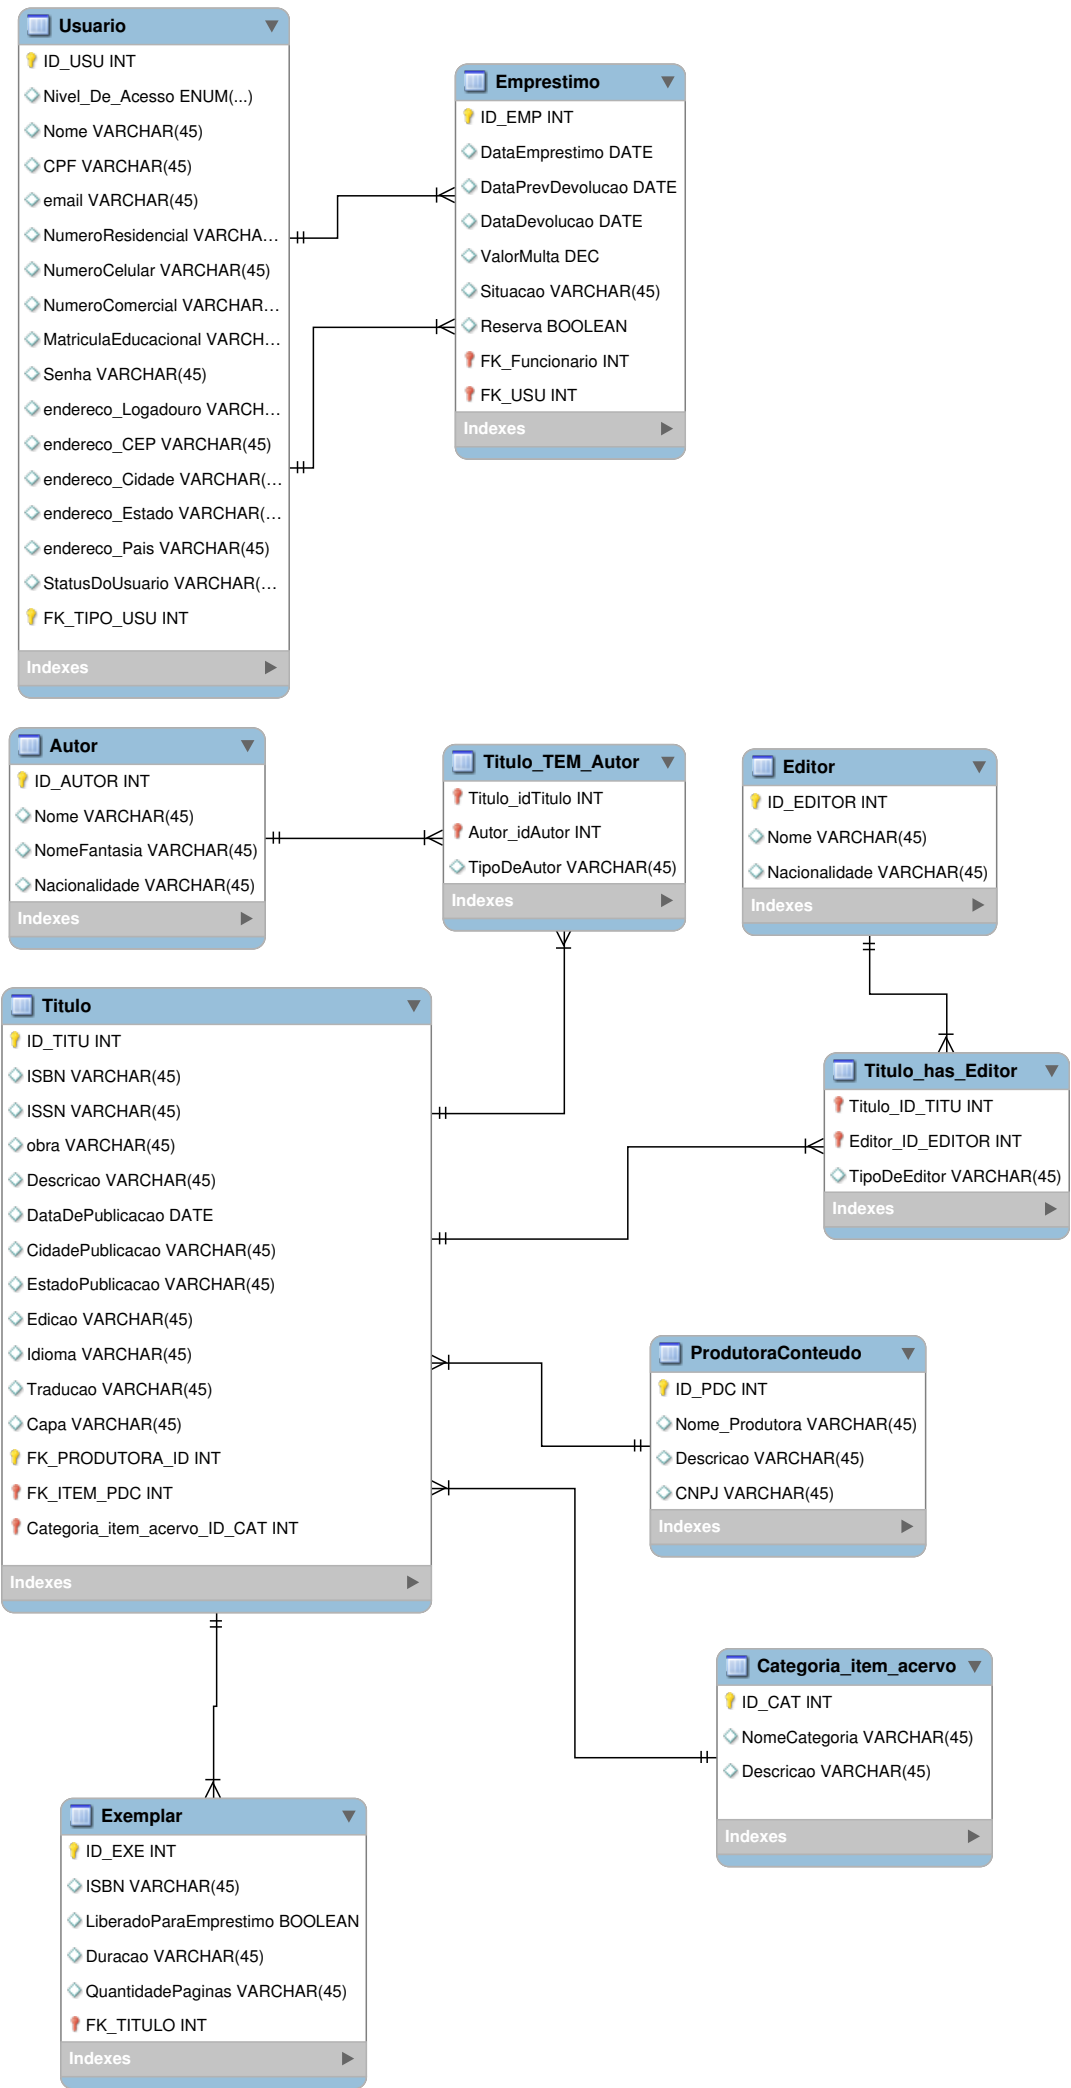 Usuario
ID_USU INT
Nivel_De_Acesso ENUM(...)
Nome VARCHAR(45)
CPF VARCHAR(45)
email VARCHAR(45)
NumeroResidencial VARCHA...
NumeroCelular VARCHAR(45)
NumeroComercial VARCHAR...
MatriculaEducacional VARCH...
Senha VARCHAR(45)
endereco_Logadouro VARCH...
endereco_CEP VARCHAR(45)
endereco_Cidade VARCHAR(...
endereco_Estado VARCHAR(...
endereco_Pais VARCHAR(45)
StatusDoUsuario VARCHAR(...
FK_TIPO_USU INT
Indexes
Emprestimo
ID_EMP INT
DataEmprestimo DATE
DataPrevDevolucao DATE
DataDevolucao DATE
ValorMulta DEC
Situacao VARCHAR(45)
Reserva BOOLEAN
FK_Funcionario INT
FK_USU INT
Indexes
Autor
ID_AUTOR INT
Nome VARCHAR(45)
NomeFantasia VARCHAR(45)
Nacionalidade VARCHAR(45)
Indexes
Titulo_TEM_Autor
Titulo_idTitulo INT
Autor_idAutor INT
TipoDeAutor VARCHAR(45)
Indexes
Editor
ID_EDITOR INT
Nome VARCHAR(45)
Nacionalidade VARCHAR(45)
Indexes
Titulo
ID_TITU INT
ISBN VARCHAR(45)
ISSN VARCHAR(45)
obra VARCHAR(45)
Descricao VARCHAR(45)
DataDePublicacao DATE
CidadePublicacao VARCHAR(45)
EstadoPublicacao VARCHAR(45)
Edicao VARCHAR(45)
Idioma VARCHAR(45)
Traducao VARCHAR(45)
Capa VARCHAR(45)
FK_PRODUTORA_ID INT
FK_ITEM_PDC INT
Categoria_item_acervo_ID_CAT INT
Indexes
Titulo_has_Editor
Titulo_ID_TITU INT
Editor_ID_EDITOR INT
TipoDeEditor VARCHAR(45)
Indexes
ProdutoraConteudo
ID_PDC INT
Nome_Produtora VARCHAR(45)
Descricao VARCHAR(45)
CNPJ VARCHAR(45)
Indexes
Categoria_item_acervo
ID_CAT INT
NomeCategoria VARCHAR(45)
Descricao VARCHAR(45)
Indexes
Exemplar
ID_EXE INT
ISBN VARCHAR(45)
LiberadoParaEmprestimo BOOLEAN
Duracao VARCHAR(45)
QuantidadePaginas VARCHAR(45)
FK_TITULO INT
Indexes